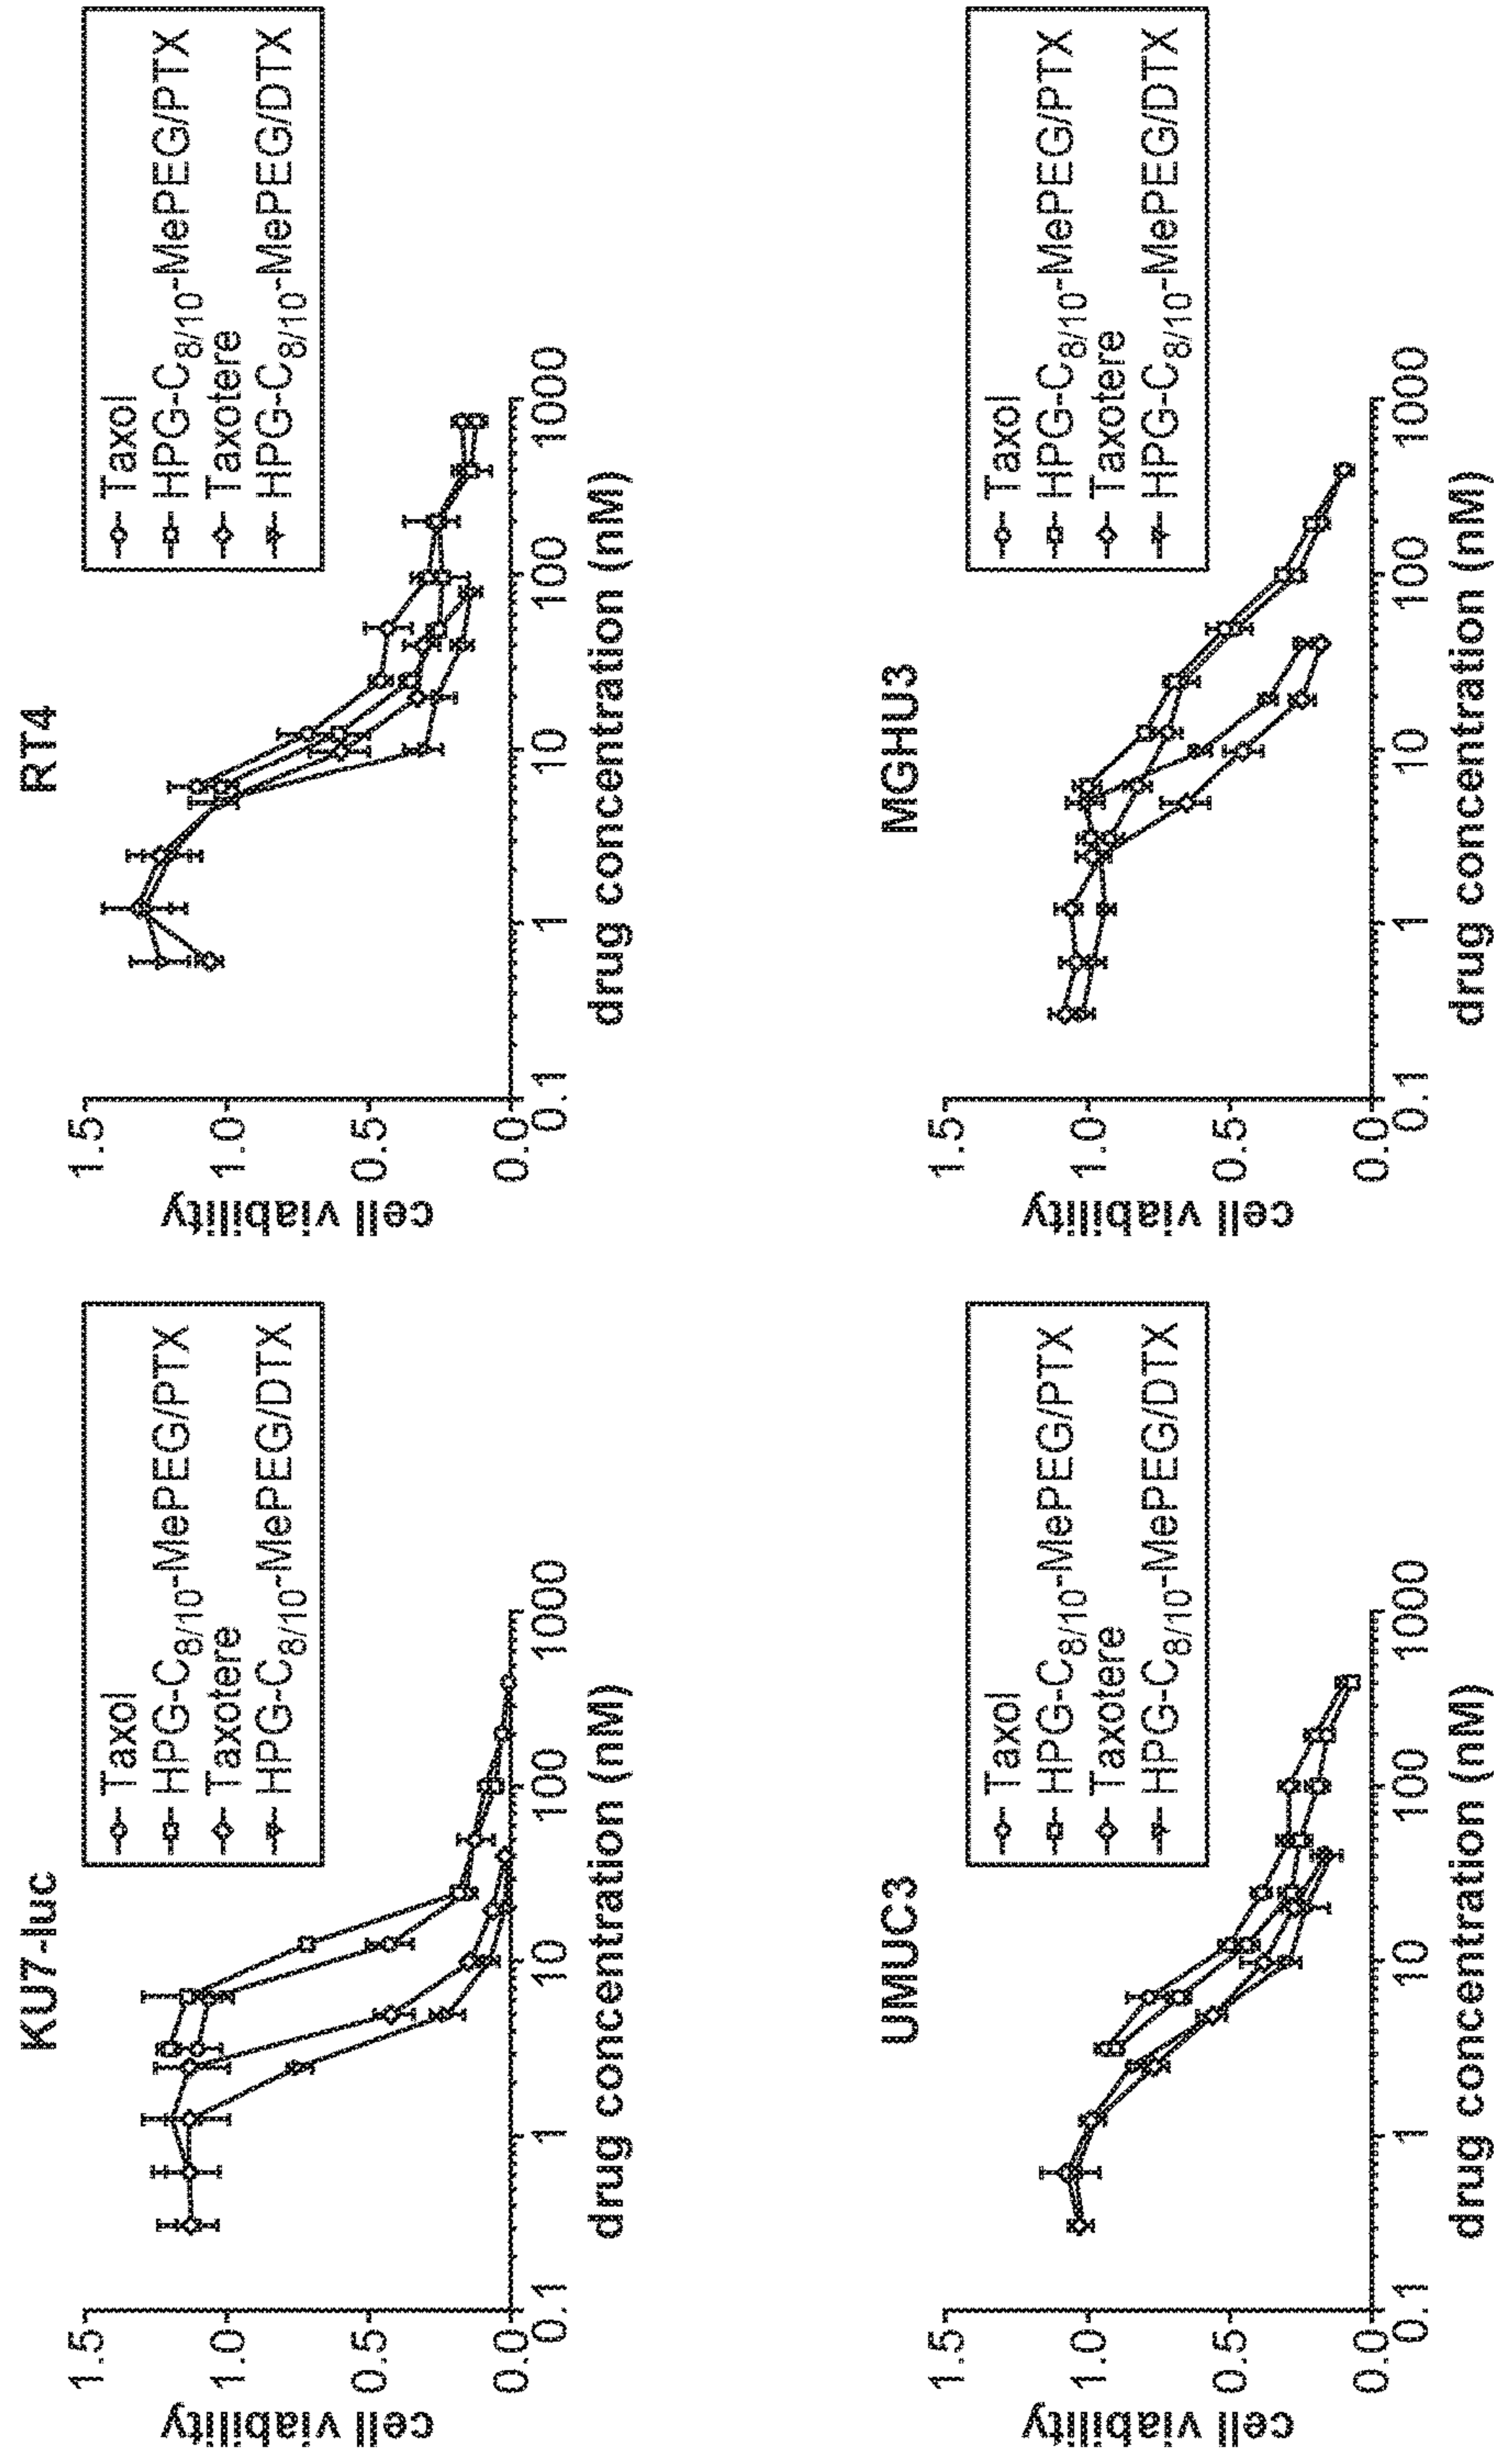 KU7-luc
cell viability
1.5
1.0
0.5
0.0
0.1
1
10
100
1000
drug concentration (nM)
Taxol
HPG-C8/10-MePEG/PTX
Taxotere
HPG-C8/10-MePEG/DTX
RT4
cell viability
1.5
1.0
0.5
0.0
0.1
1
10
100
1000
drug concentration (nM)
Taxol
HPG-C8/10-MePEG/PTX
Taxotere
HPG-C8/10-MePEG/DTX
UMUC3
cell viability
1.5
1.0
0.5
0.0
0.1
1
10
100
1000
drug concentration (nM)
Taxol
HPG-C8/10-MePEG/PTX
Taxotere
HPG-C8/10-MePEG/DTX
MGHU3
cell viability
1.5
1.0
0.5
0.0
0.1
1
10
100
1000
drug concentration (nM)
Taxol
HPG-C8/10-MePEG/PTX
Taxotere
HPG-C8/10-MePEG/DTX